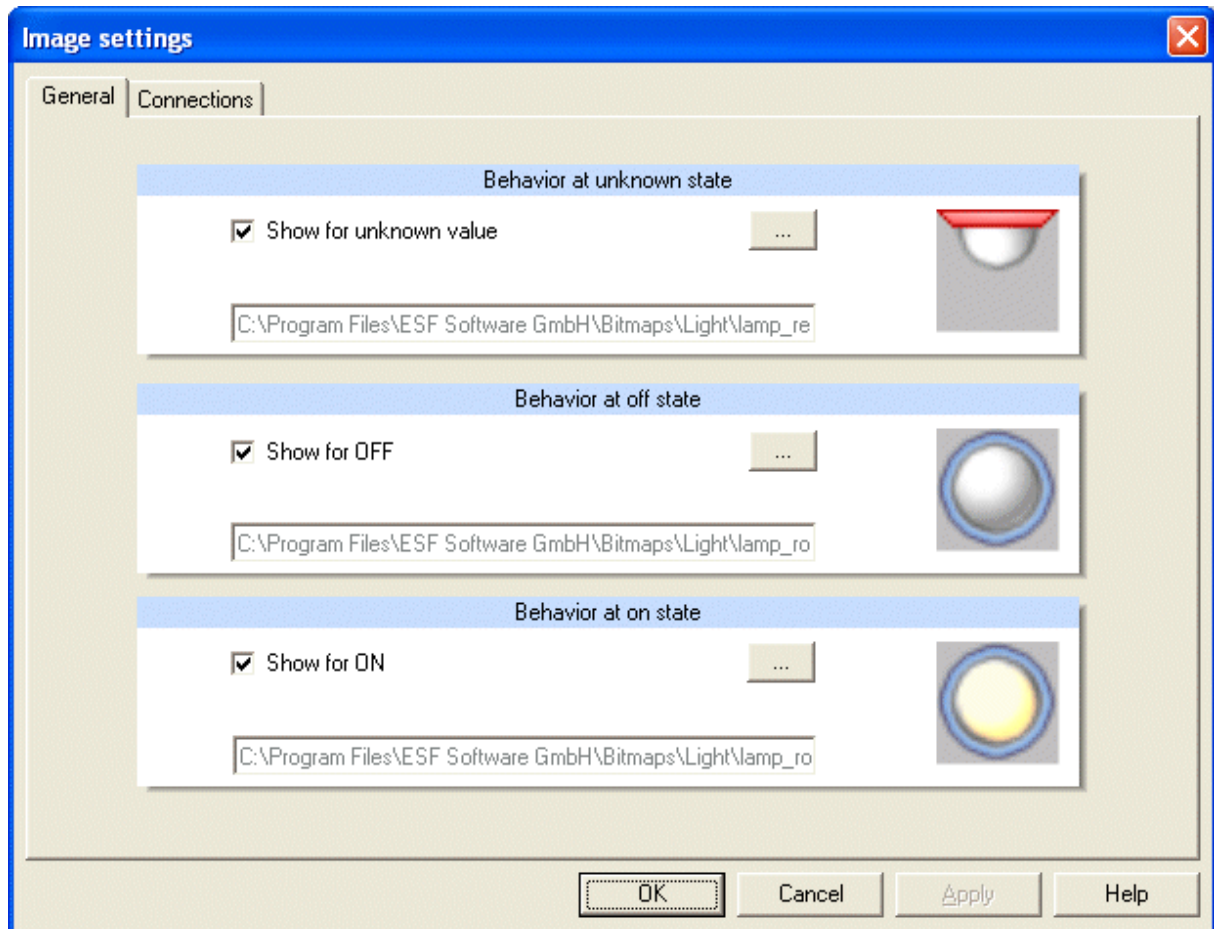 Image settings
General
Connections
Behavior at unknown state
Show for unknown value
...
C:\Program Files\ESF Software GmbH\Bitmaps\Light\lamp_re
Behavior at off state
Show for OFF
...
C:\Program Files\ESF Software GmbH\Bitmaps\Light\lamp_ro
Behavior at on state
Show for ON
...
C:\Program Files\ESF Software GmbH\Bitmaps\Light\lamp_ro
OK
Cancel
Apply
Help